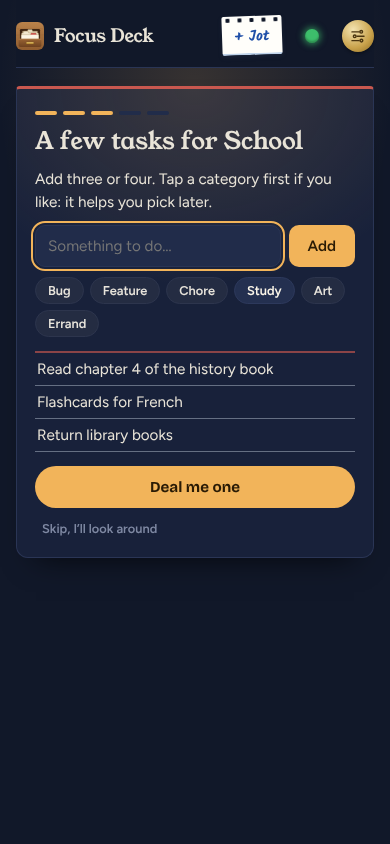 Focus Deck
+ Jot
A few tasks for School
Add three or four. Tap a category first if you
like: it helps you pick later.
Something to do…
Add
Bug
Feature
Chore
Study
Art
Errand
Read chapter 4 of the history book
Flashcards for French
Return library books
Deal me one
Skip, I’ll look around